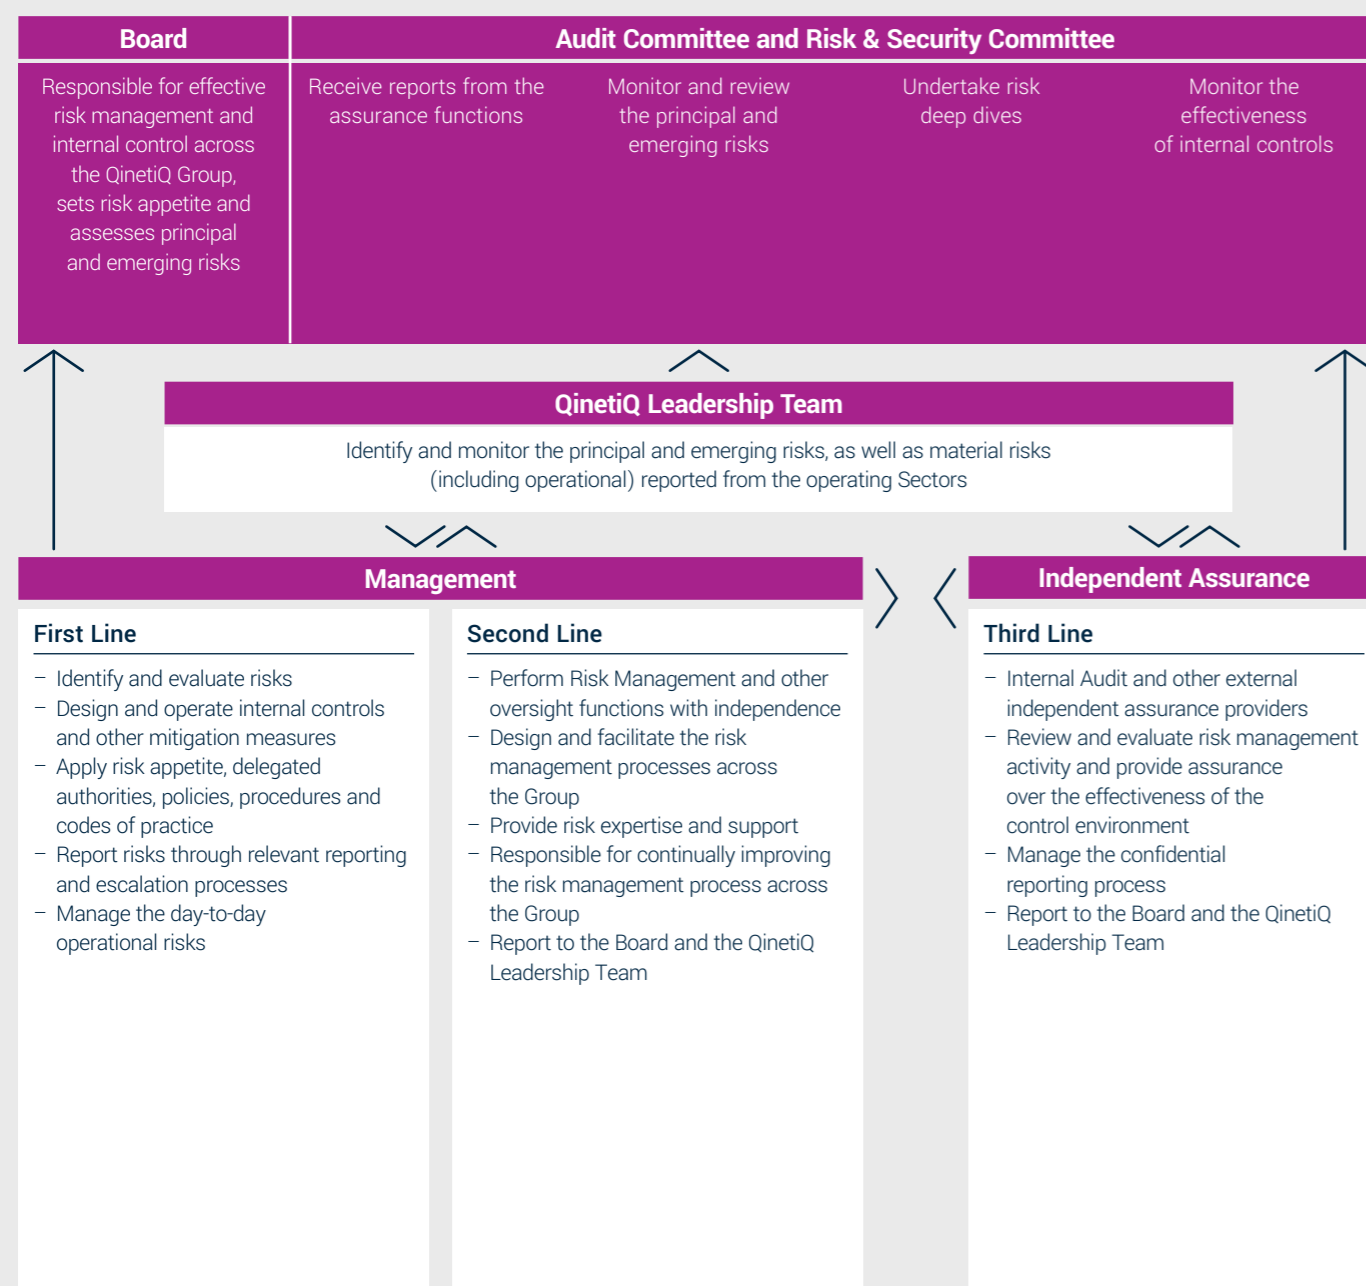 Board
Responsible for effective
risk management and
internal control across
the QinetiQ Group,
sets risk appetite and
assesses principal
and emerging risks
Audit Committee and Risk & Security Committee
Receive reports from the
assurance functions
Monitor and review
the principal and
emerging risks
Undertake risk
deep dives
Monitor the
effectiveness
of internal controls
QinetiQ Leadership Team
Identify and monitor the principal and emerging risks, as well as material risks
(including operational) reported from the operating Sectors
Management
First Line
– Identify and evaluate risks
– Design and operate internal controls
and other mitigation measures
– Apply risk appetite, delegated
authorities, policies, procedures and
codes of practice
– Report risks through relevant reporting
and escalation processes
– Manage the day-to-day
operational risks
Second Line
– Perform Risk Management and other
oversight functions with independence
– Design and facilitate the risk
management processes across
the Group
– Provide risk expertise and support
– Responsible for continually improving
the risk management process across
the Group
– Report to the Board and the QinetiQ
Leadership Team
Independent Assurance
Third Line
– Internal Audit and other external
independent assurance providers
– Review and evaluate risk management
activity and provide assurance
over the effectiveness of the
control environment
– Manage the confidential
reporting process
– Report to the Board and the QinetiQ
Leadership Team